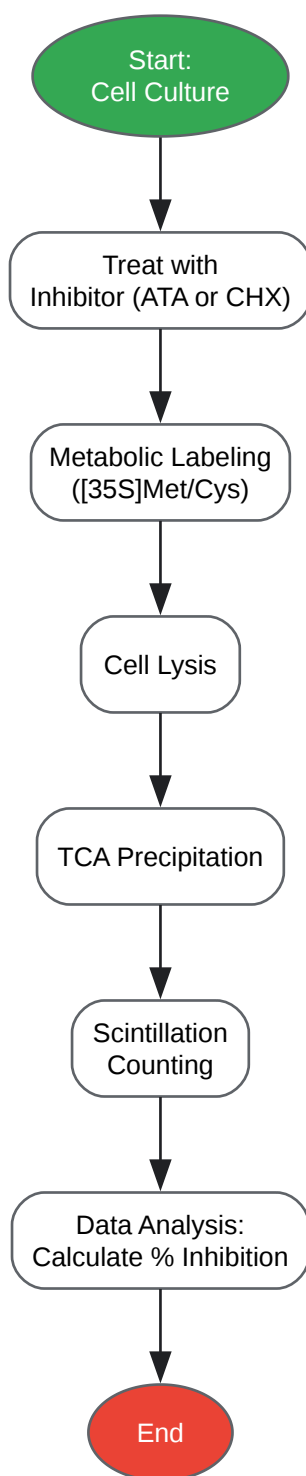 Start:
Cell Culture
Treat with
Inhibitor (ATA or CHX)
Metabolic Labeling
([35S]Met/Cys)
Cell Lysis
TCA Precipitation
Scintillation
Counting
Data Analysis:
Calculate % Inhibition
End